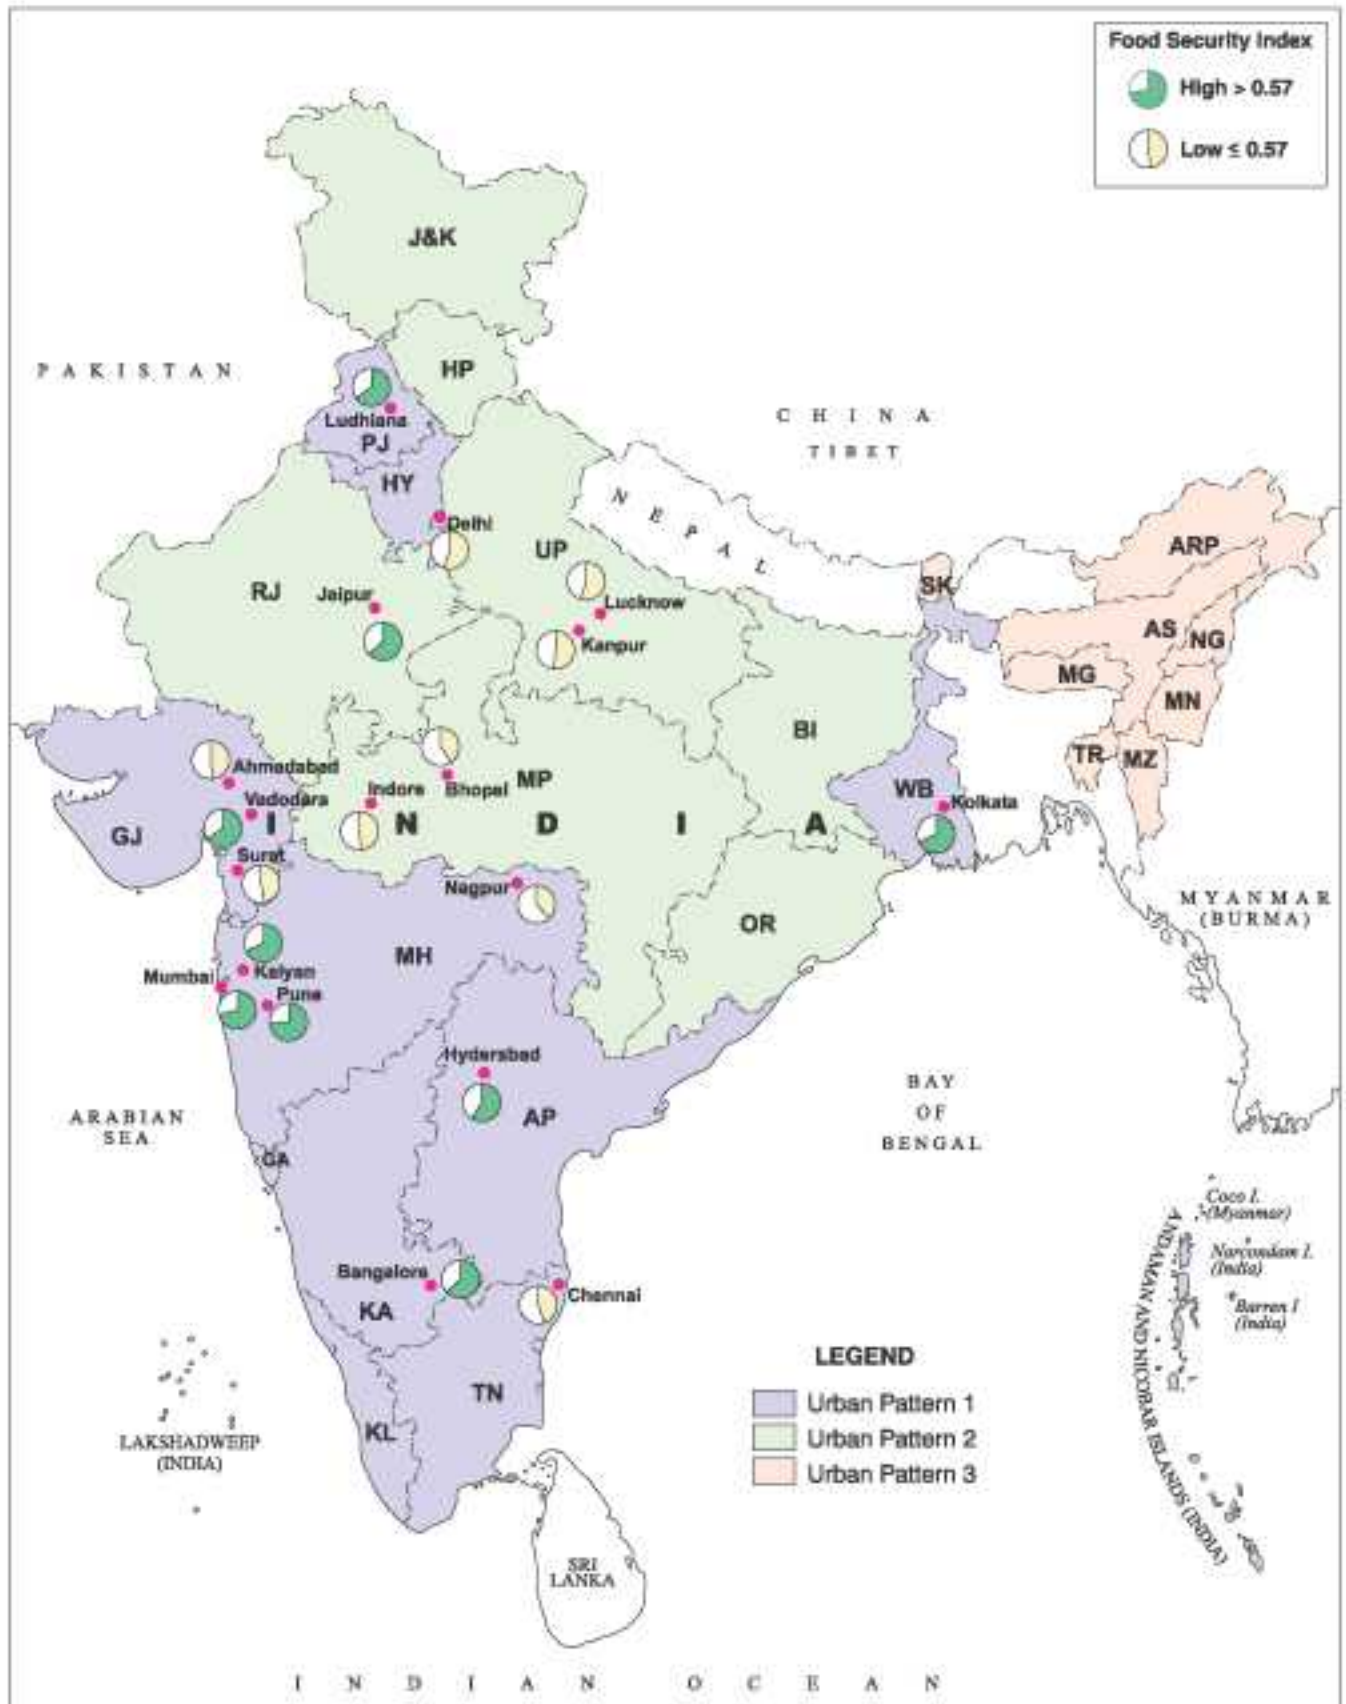 Food Security Index
High > 0.57
Low ≤ 0.57
J&K
PAKISTAN
HP
CHINA
TIBET
Ludhiana
PJ
HY
NEPAL
Delhi
UP
ARP
RJ
Jaipur
SK
Lucknow
AS
NG
Kanpur
MG
MN
BI
TR
MZ
Ahmadabad
MP
Indore
Bhopal
Vadodara
WB
Kolkata
GJ
I N D I A
Surat
Nagpur
MYANMAR
(BURMA)
OR
MH
Mumbai
Kalyan
Pune
Hyderabad
BAY
OF
BENGAL
ARABIAN
SEA
AP
GA
Coco I.
(Myanmar)
Narcondam I.
(India)
Barren I
(India)
ANDAMAN AND NICOBAR ISLANDS (INDIA)
Bangalore
Chennai
KA
LEGEND
TN
Urban Pattern 1
KL
Urban Pattern 2
LAKSHADWEEP
(INDIA)
Urban Pattern 3
SRI
LANKA
INDIAN OCEAN